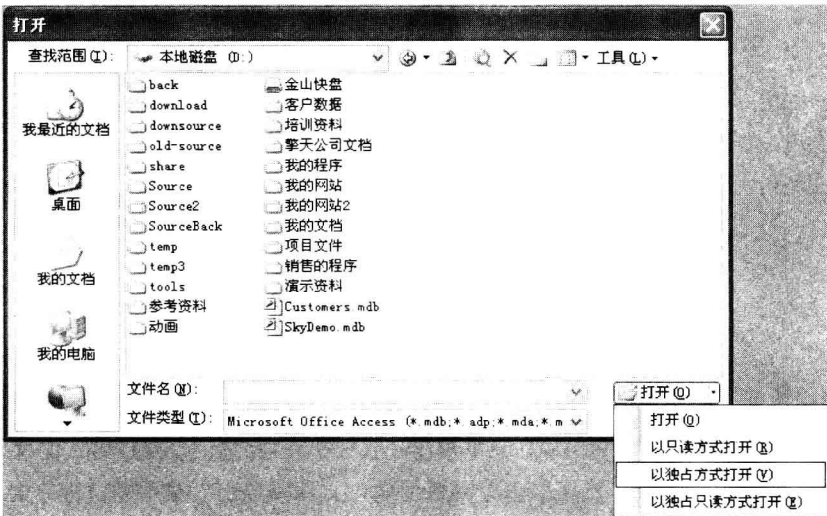 打开
查找范围(I): 本地磁盘 (D:) 工具(L)
我最近的文档
桌面
我的文档
我的电脑
back
download
downsource
old-source
share
Source
Source2
SourceBack
temp
temp3
tools
参考资料
动画
金山快盘
客户数据
培训资料
擎天公司文档
我的程序
我的网站
我的网站2
我的文档
项目文件
销售的程序
演示资料
Customers.mdb
SkyDemo.mdb
文件名(N):
打开(O)
文件类型(T): Microsoft Office Access (*.mdb;*.adp;*.mda;*.m
打开(O)
以只读方式打开(R)
以独占方式打开(V)
以独占只读方式打开(E)